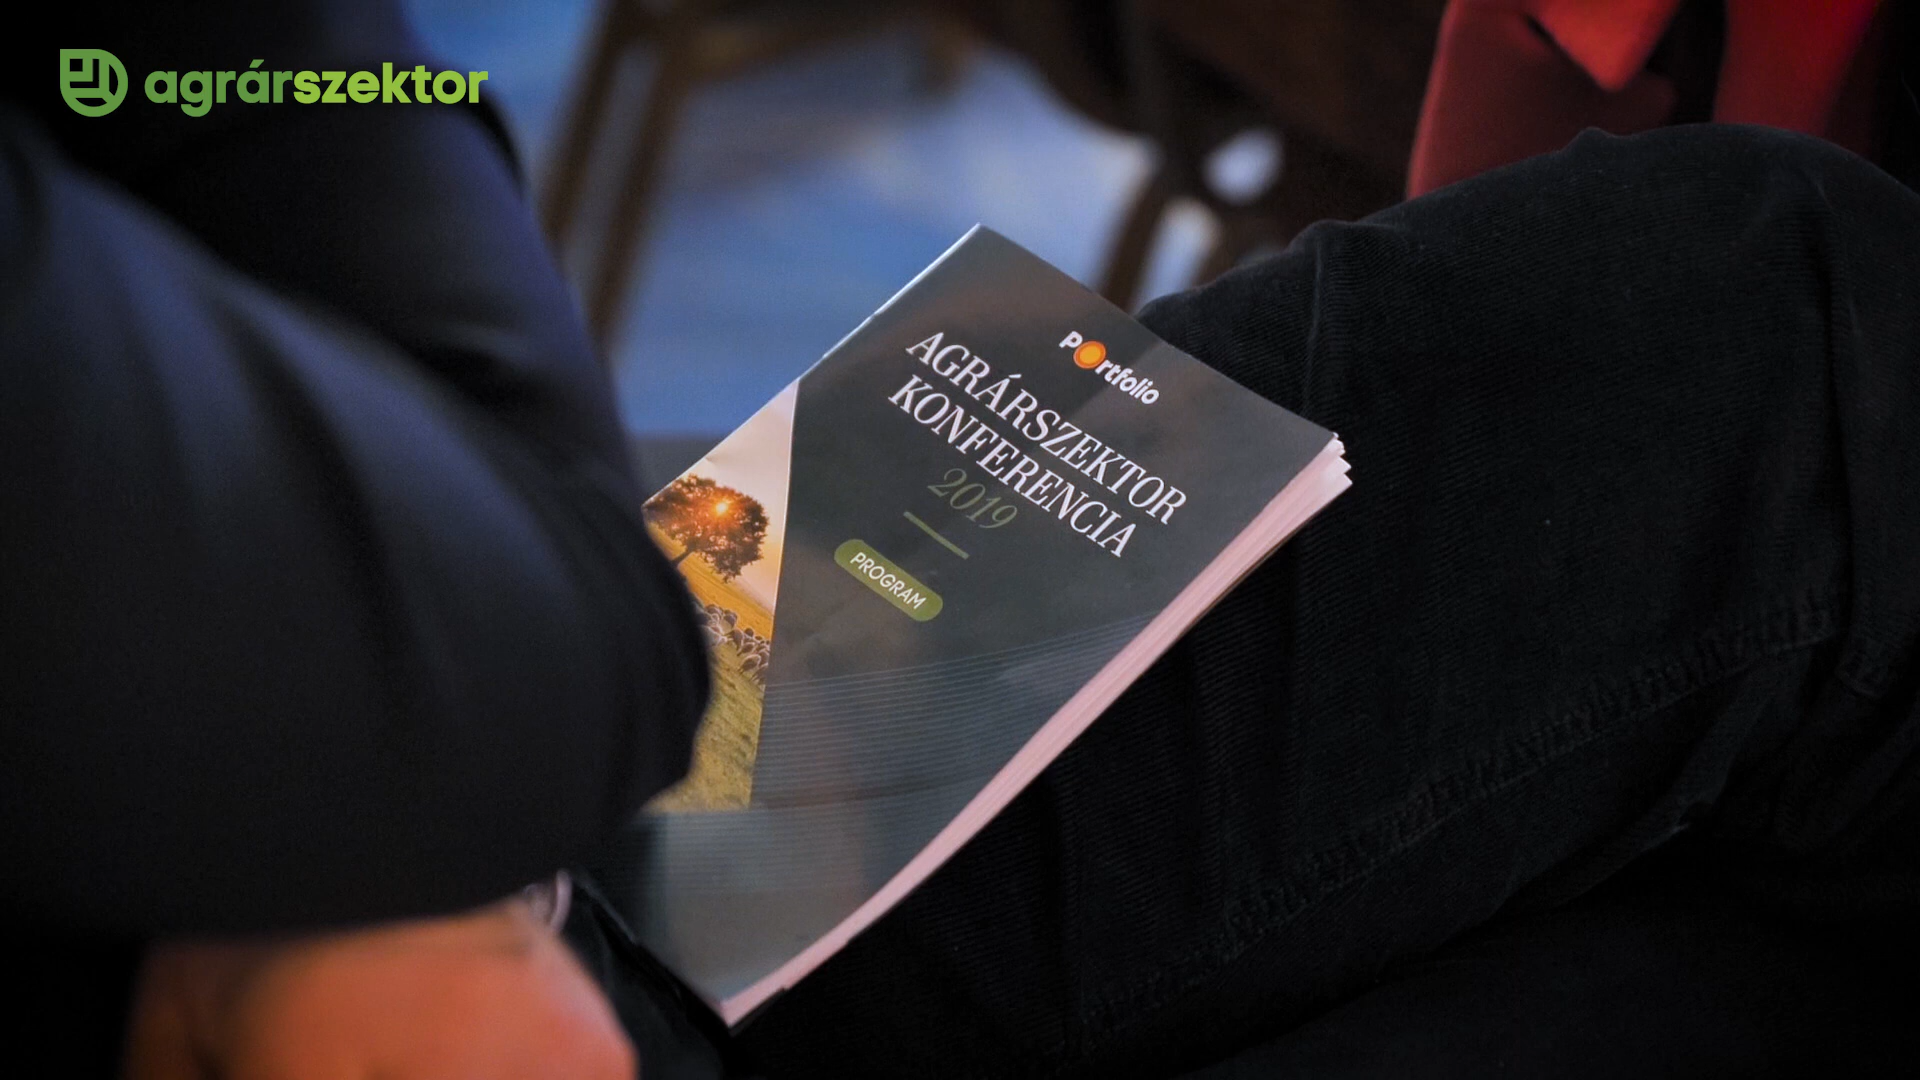 agrárszektor
Portfolio
AGRÁRSZEKTOR
KONFERENCIA
2019
PROGRAM